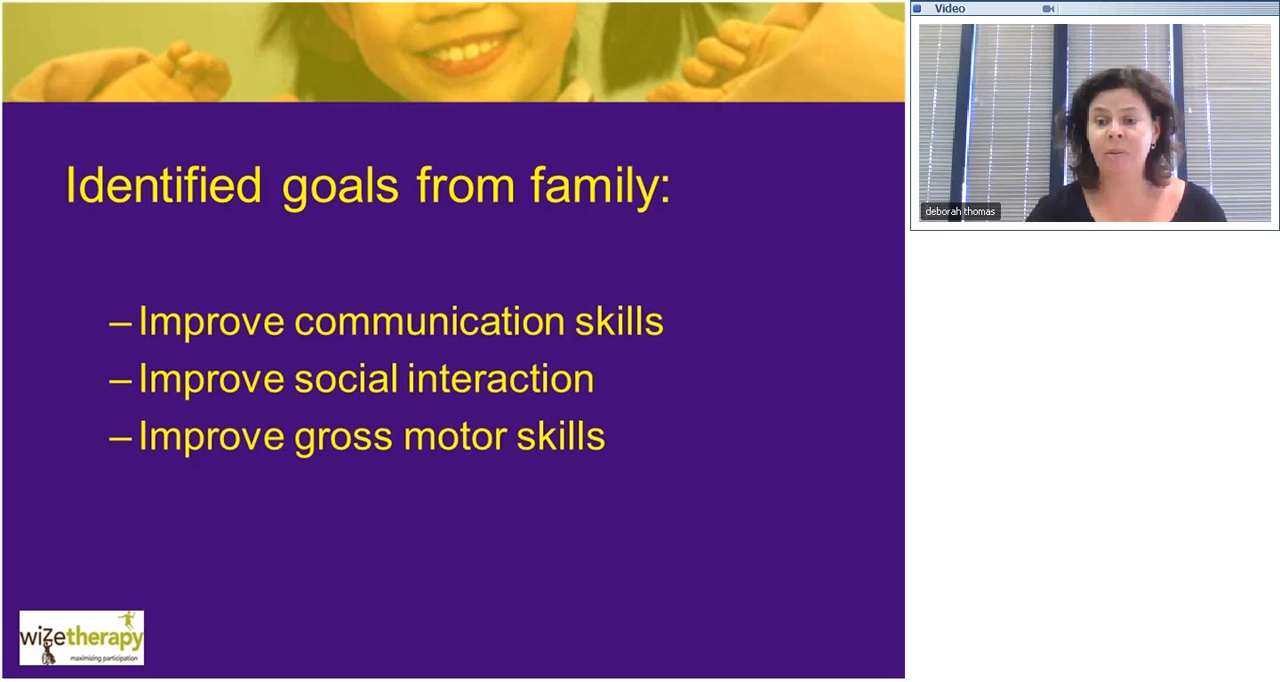 Identified goals from family:
– Improve communication skills
– Improve social interaction
– Improve gross motor skills
wizetherapy
maximizing participation
Video
deborah thomas